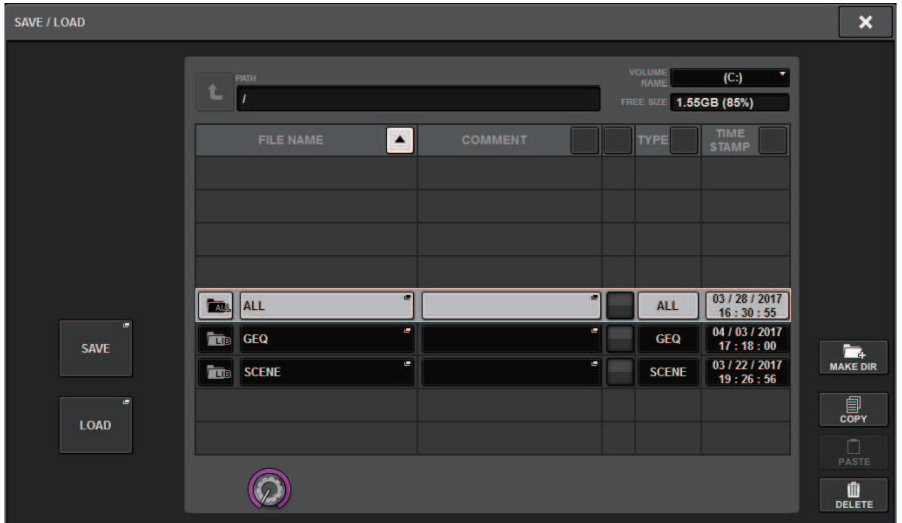 SAVE / LOAD
PATH
/
VOLUME
NAME
(C:)
FREE SIZE
1.55GB (85%)
FILE NAME
COMMENT
TYPE
TIME
STAMP
ALL
ALL
ALL
03 / 28 / 2017
16 : 30 : 55
LIB
GEQ
GEQ
04 / 03 / 2017
17 : 18 : 00
LIB
SCENE
SCENE
03 / 22 / 2017
19 : 26 : 56
SAVE
LOAD
MAKE DIR
COPY
PASTE
DELETE